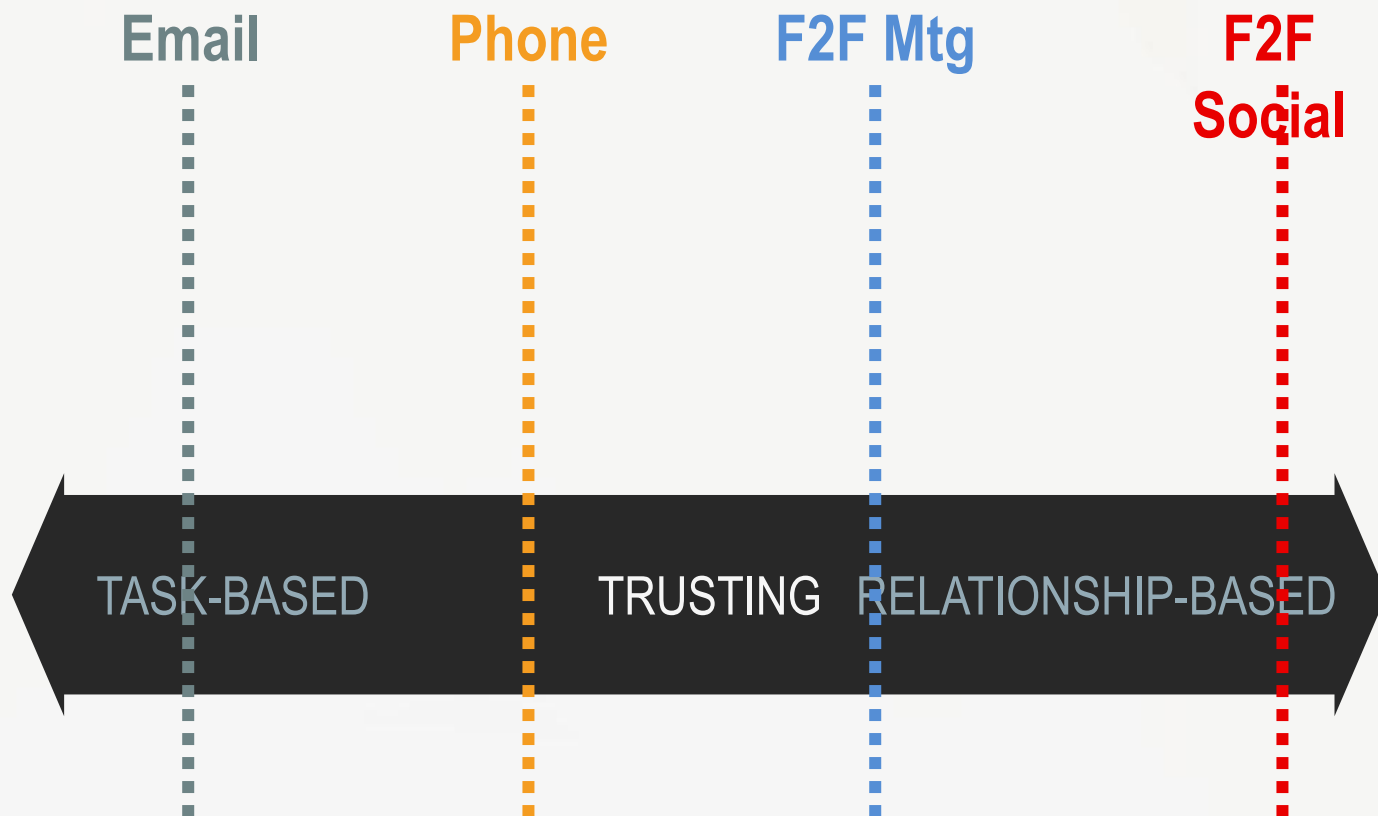 Email
Phone
F2F Mtg
F2F
Social
TASK-BASED
TRUSTING
RELATIONSHIP-BASED